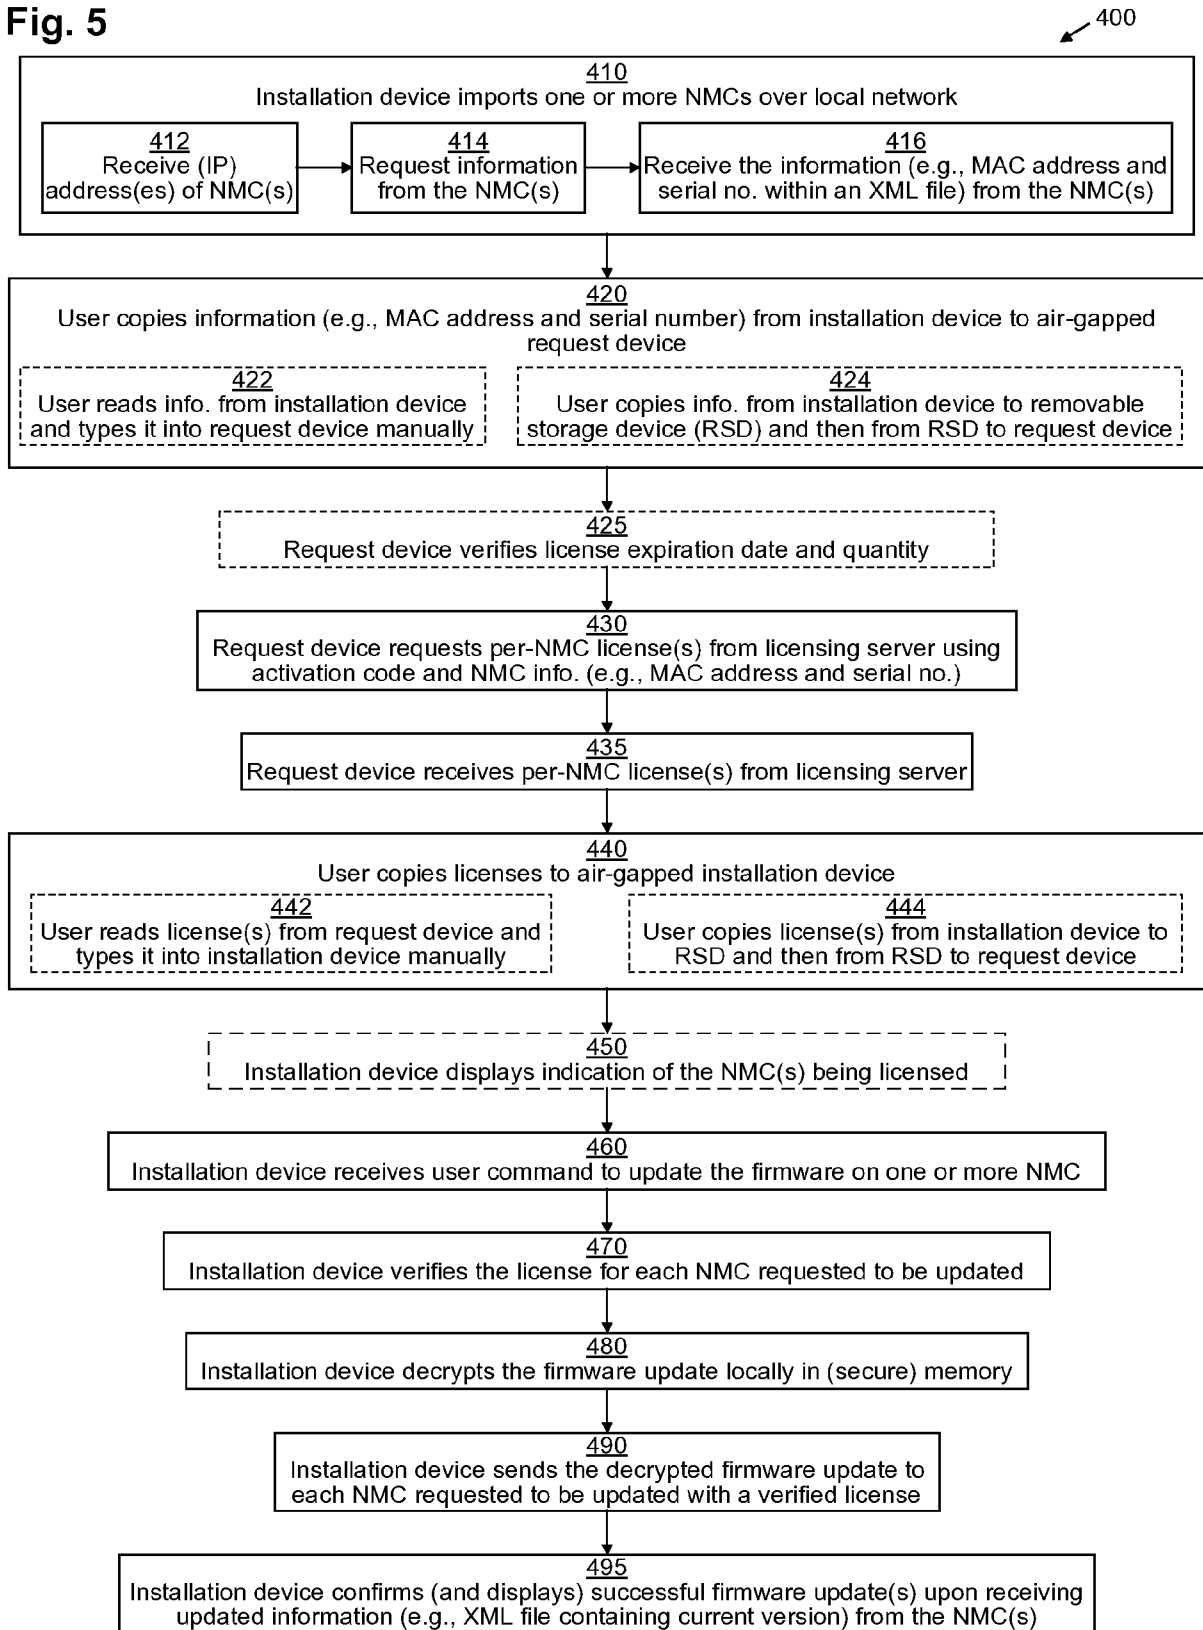 Fig. 5
400
410
Installation device imports one or more NMCs over local network
412
Receive (IP)
address(es) of NMC(s)
414
Request information
from the NMC(s)
416
Receive the information (e.g., MAC address and
serial no. within an XML file) from the NMC(s)
420
User copies information (e.g., MAC address and serial number) from installation device to air-gapped
request device
422
User reads info. from installation device
and types it into request device manually
424
User copies info. from installation device to removable
storage device (RSD) and then from RSD to request device
425
Request device verifies license expiration date and quantity
430
Request device requests per-NMC license(s) from licensing server using
activation code and NMC info. (e.g., MAC address and serial no.)
435
Request device receives per-NMC license(s) from licensing server
440
User copies licenses to air-gapped installation device
442
User reads license(s) from request device and
types it into installation device manually
444
User copies license(s) from installation device to
RSD and then from RSD to request device
450
Installation device displays indication of the NMC(s) being licensed
460
Installation device receives user command to update the firmware on one or more NMC
470
Installation device verifies the license for each NMC requested to be updated
480
Installation device decrypts the firmware update locally in (secure) memory
490
Installation device sends the decrypted firmware update to
each NMC requested to be updated with a verified license
495
Installation device confirms (and displays) successful firmware update(s) upon receiving
updated information (e.g., XML file containing current version) from the NMC(s)